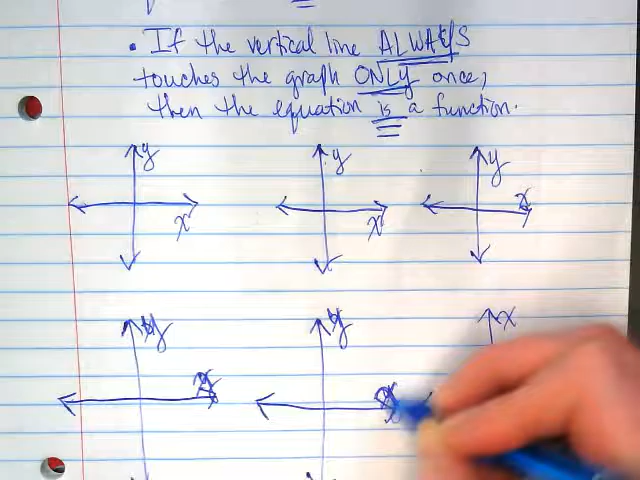 • If the vertical line ALWAYS
touches the graph ONLY once,
then the equation is a function.
y y y
x x x
y y x